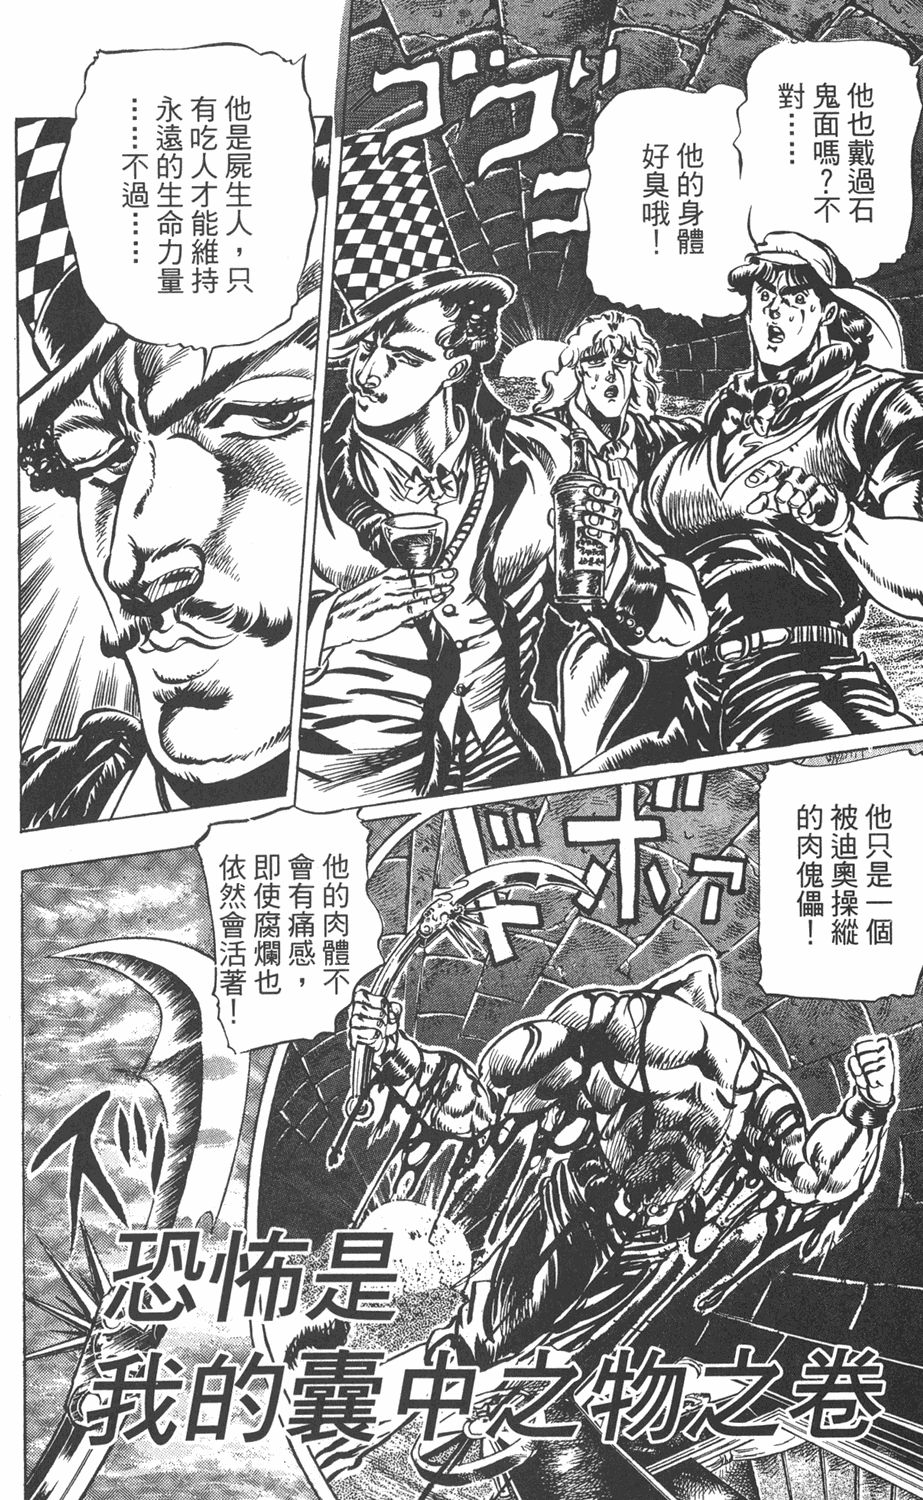 他也戴過石
鬼面嗎？不
對……
他的身體
好臭哦！
ゴゴゴ
他是屍生人，只
有吃人才能維持
永遠的生命力量
……不過……
他只是一個
被迪奧操縱
的肉傀儡！
ドドボァ
他的肉體不
會有痛感，
即使腐爛也
依然會活著！
ズッ
恐怖是
我的囊中之物之卷